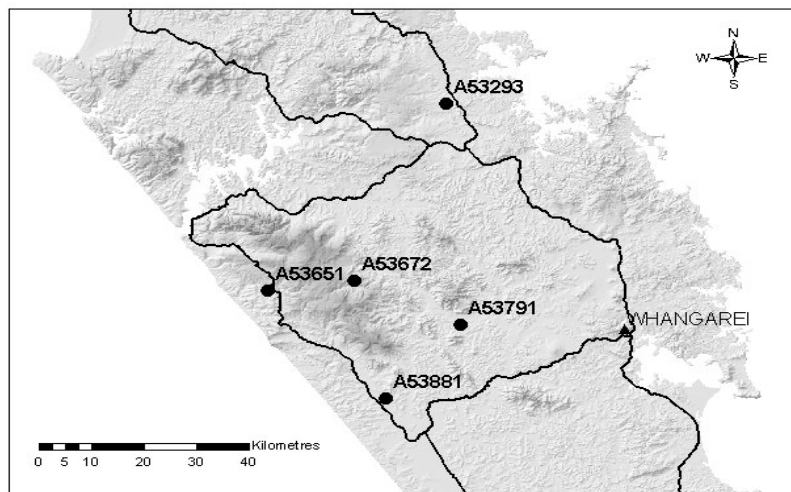 N
W E
S
A53293
A53672
A53651
A53791
WHANGAREI
A53881
Kilometres
0 5 10 20 30 40